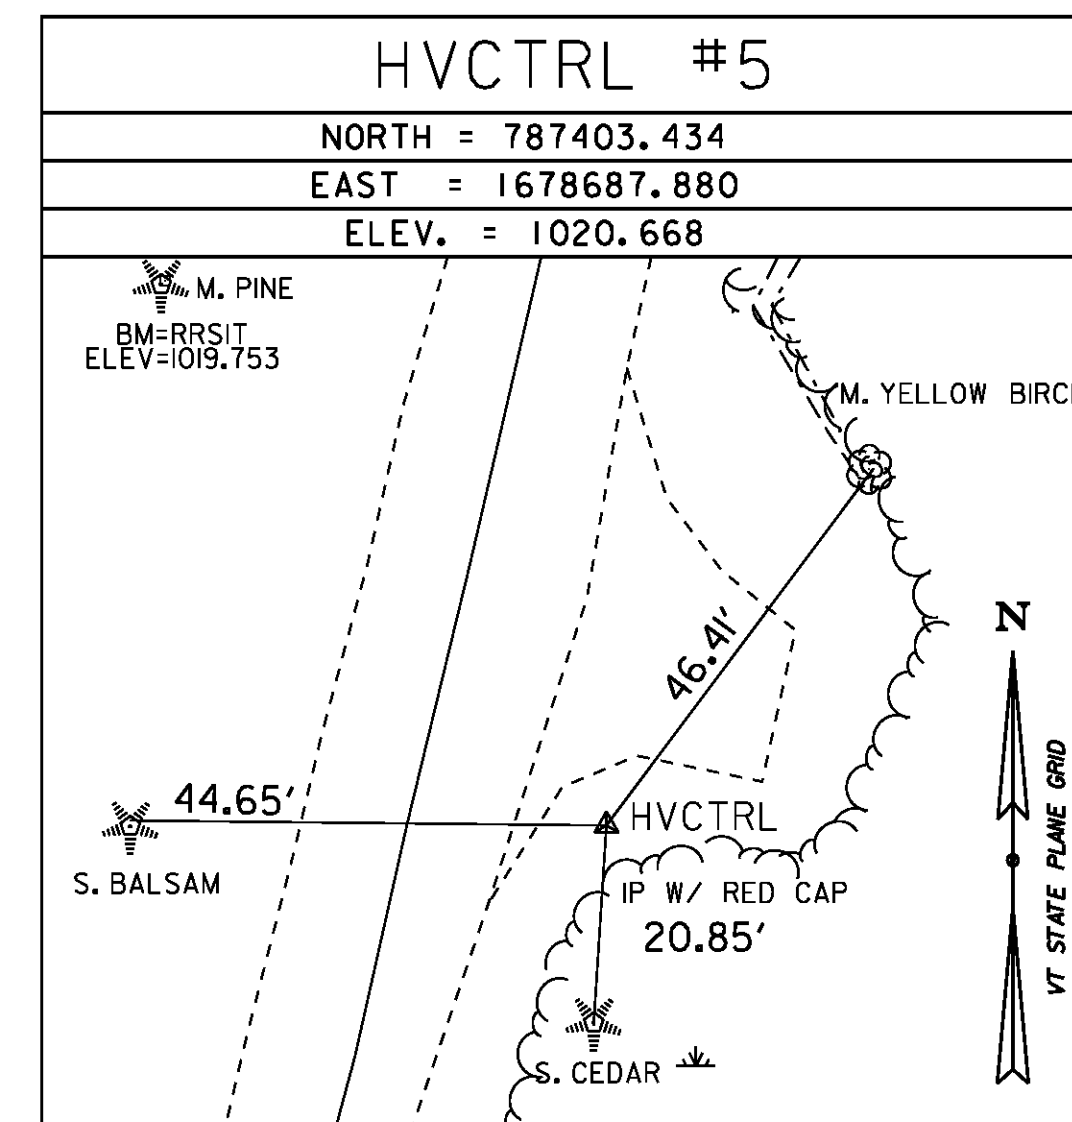 HVCTRL #5
NORTH = 787403.434
EAST = 1678687.880
ELEV. = 1020.668
M. PINE
BM=RRSIT
ELEV=1019.753
M. YELLOW
N
46.41'
44.65'
HVCTRL
S. BALSAM
IP W/ RED CAP
20.85'
VT STATE PLANE GRID
S. CEDAR